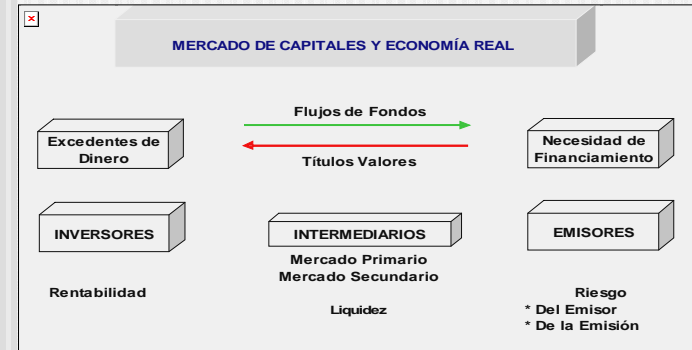 MERCADO DE CAPITALES Y ECONOMÍA REAL
Flujos de Fondos
Excedentes de
Dinero
Necesidad de
Financiamiento
Títulos Valores
INVERSORES
INTERMEDIARIOS
EMISORES
Mercado Primario
Mercado Secundario
Rentabilidad
Liquidez
Riesgo
* Del Emisor
* De la Emisión